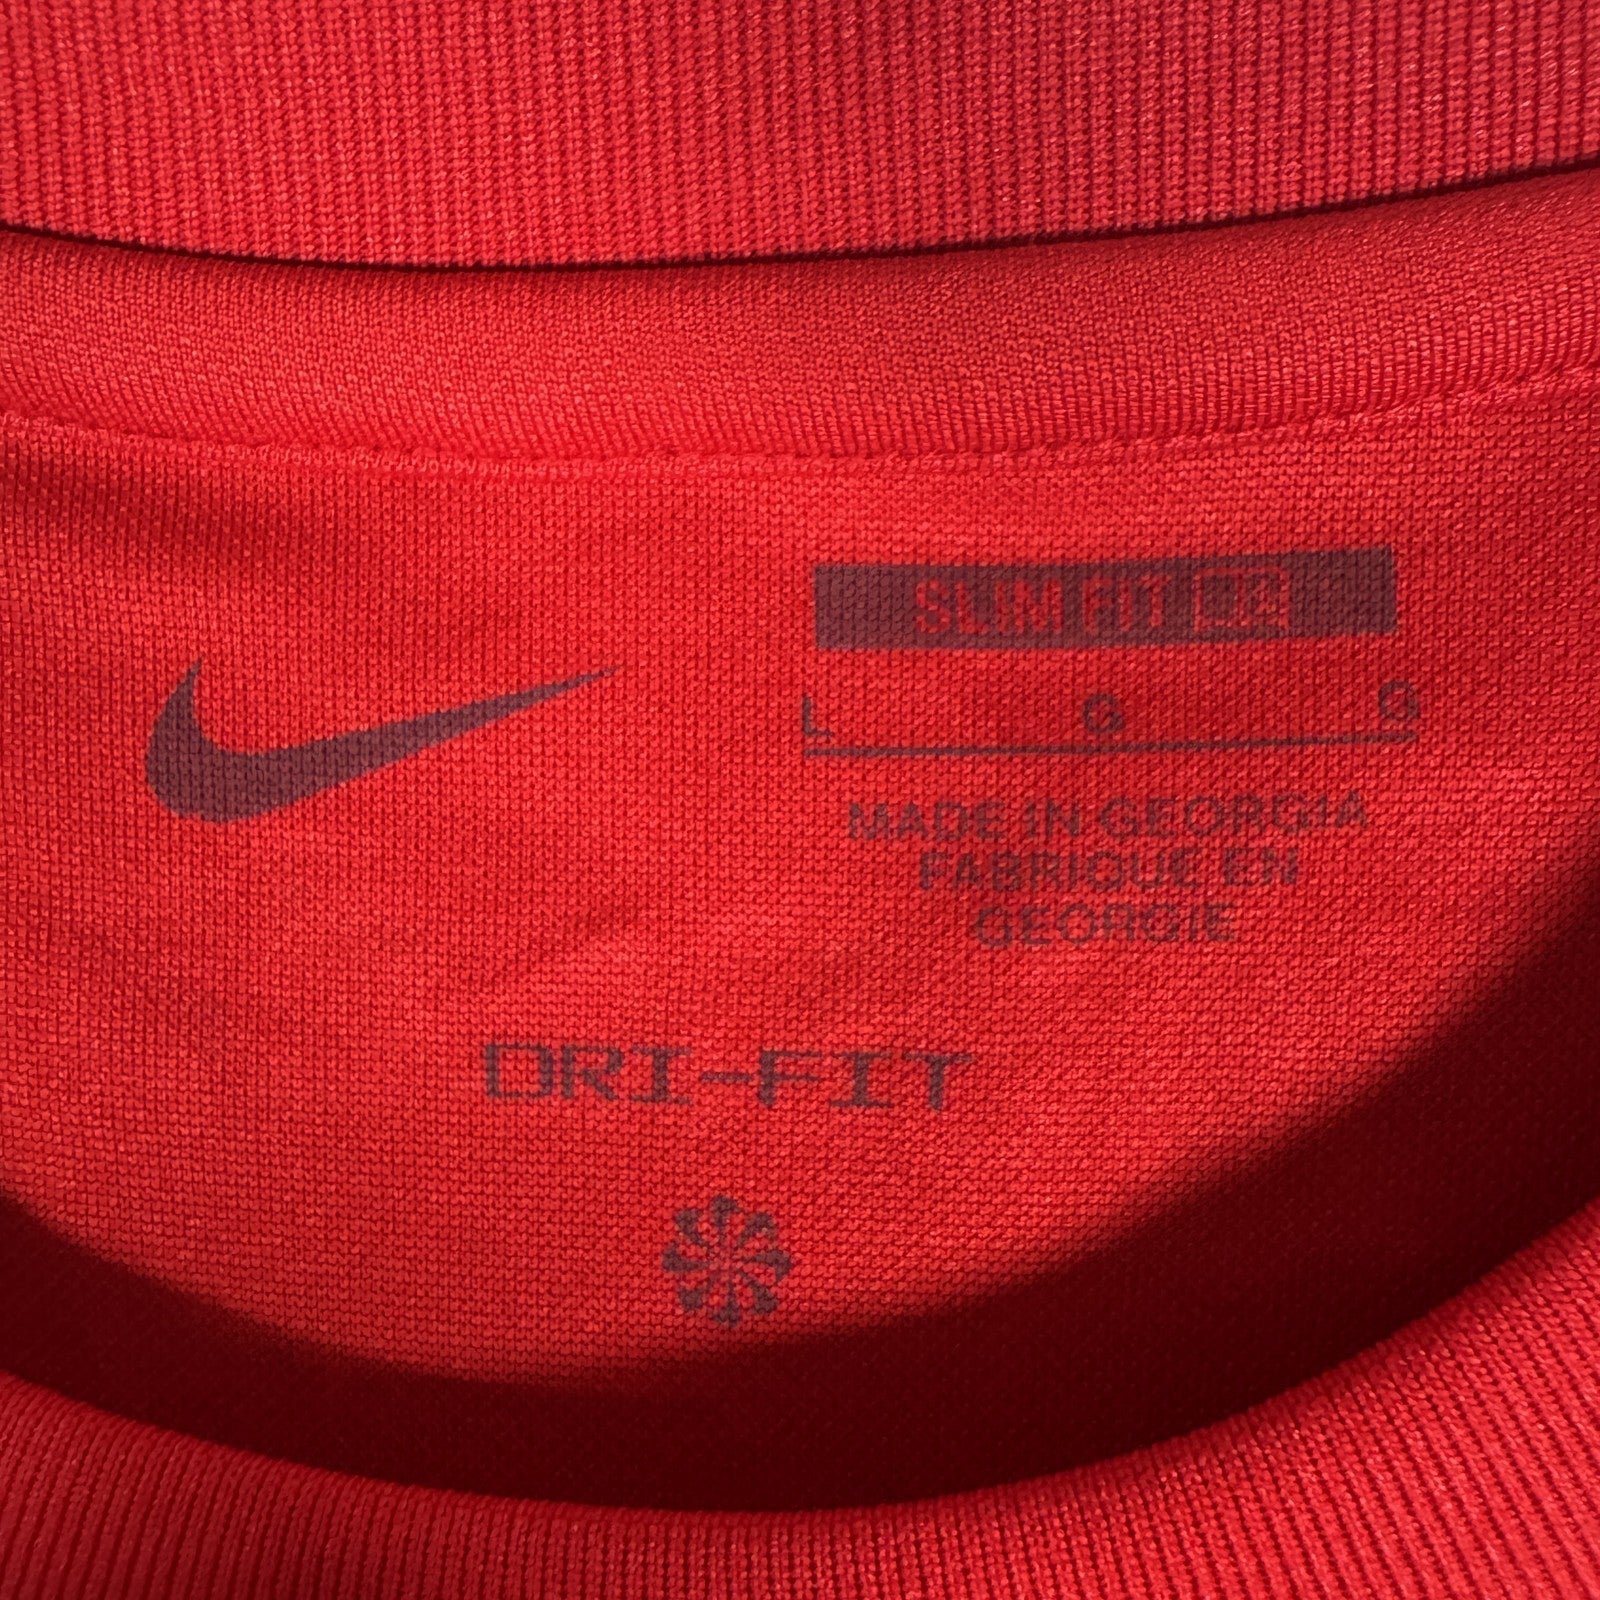 SLIM FIT
L G G
MADE IN GEORGIA
FABRIQUE EN
GEORGIE
DRI-FIT